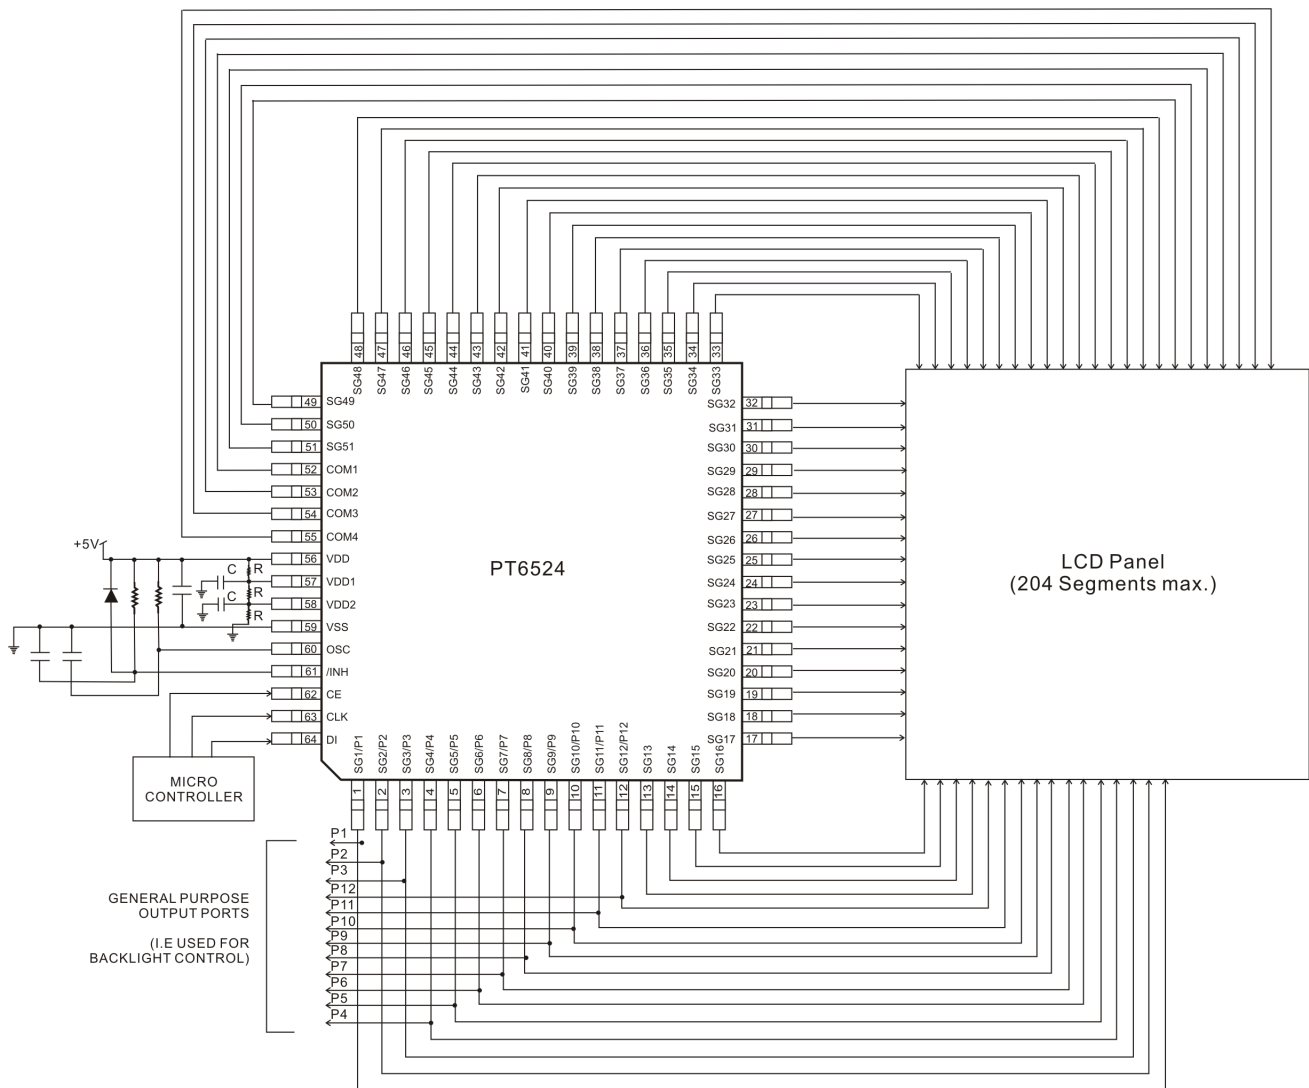 48
47
46
45
44
43
42
41
40
39
38
37
36
35
34
33
SG48
SG47
SG46
SG45
SG44
SG43
SG42
SG41
SG40
SG39
SG38
SG37
SG36
SG35
SG34
SG33
49 SG49
50 SG50
51 SG51
52 COM1
53 COM2
54 COM3
55 COM4
56 VDD
57 VDD1
58 VDD2
59 VSS
60 OSC
61 /INH
62 CE
63 CLK
64 DI
+5V
C
R
C
R
R
PT6524
SG32 32
SG31 31
SG30 30
SG29 29
SG28 28
SG27 27
SG26 26
SG25 25
SG24 24
SG23 23
SG22 22
SG21 21
SG20 20
SG19 19
SG18 18
SG17 17
LCD Panel
(204 Segments max.)
MICRO
CONTROLLER
SG1/P1
SG2/P2
SG3/P3
SG4/P4
SG5/P5
SG6/P6
SG7/P7
SG8/P8
SG9/P9
SG10/P10
SG11/P11
SG12/P12
SG13
SG14
SG15
SG16
1
2
3
4
5
6
7
8
9
10
11
12
13
14
15
16
P1
P2
P3
P12
P11
P10
P9
P8
P7
P6
P5
P4
GENERAL PURPOSE
OUTPUT PORTS
(I.E USED FOR
BACKLIGHT CONTROL)